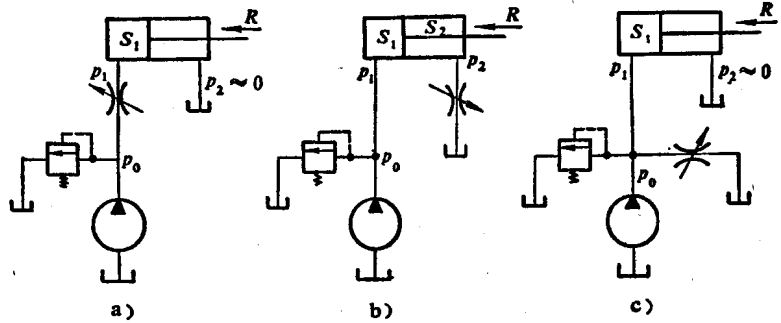 R
S₁
p₁
p₂ ≈ 0
p₀
a)
R
S₁
S₂
p₁
p₂
p₀
b)
R
S₁
p₁
p₂ ≈ 0
p₀
c)